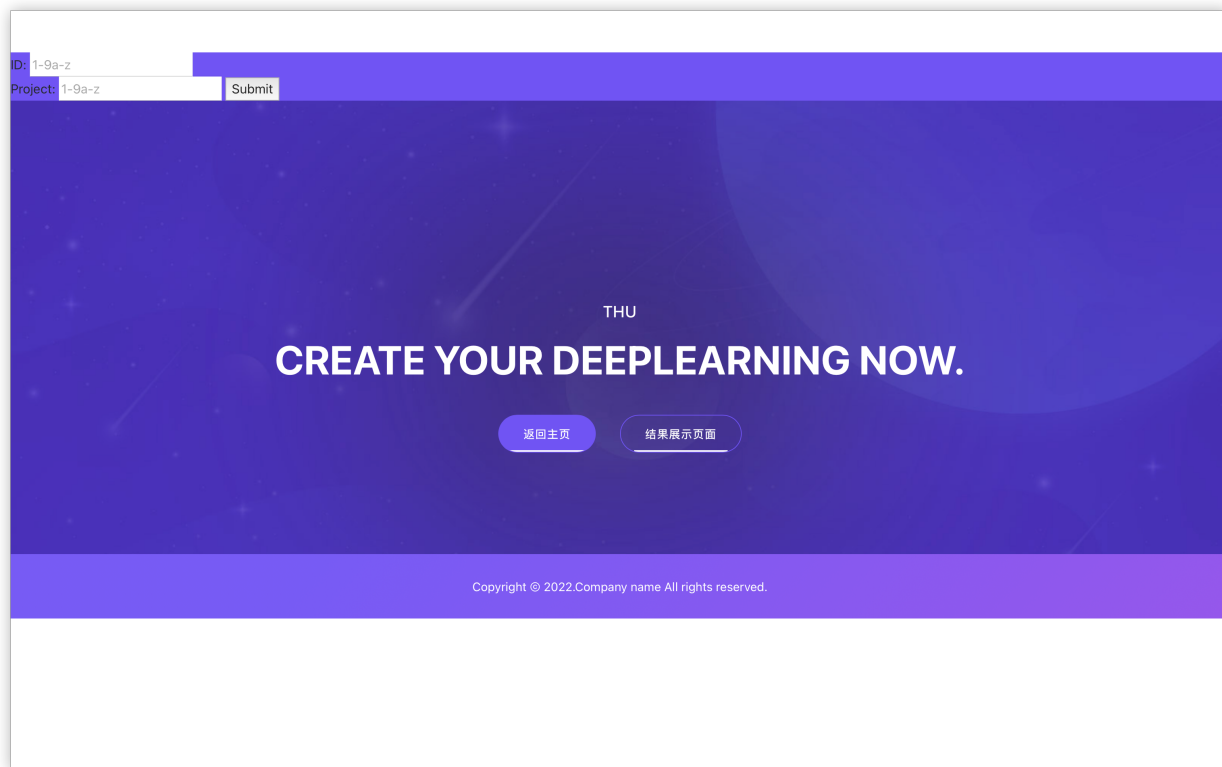 ID: 1-9a-z
Project: 1-9a-z Submit
THU
CREATE YOUR DEEPLEARNING NOW.
返回主页 结果展示页面
Copyright © 2022.Company name All rights reserved.